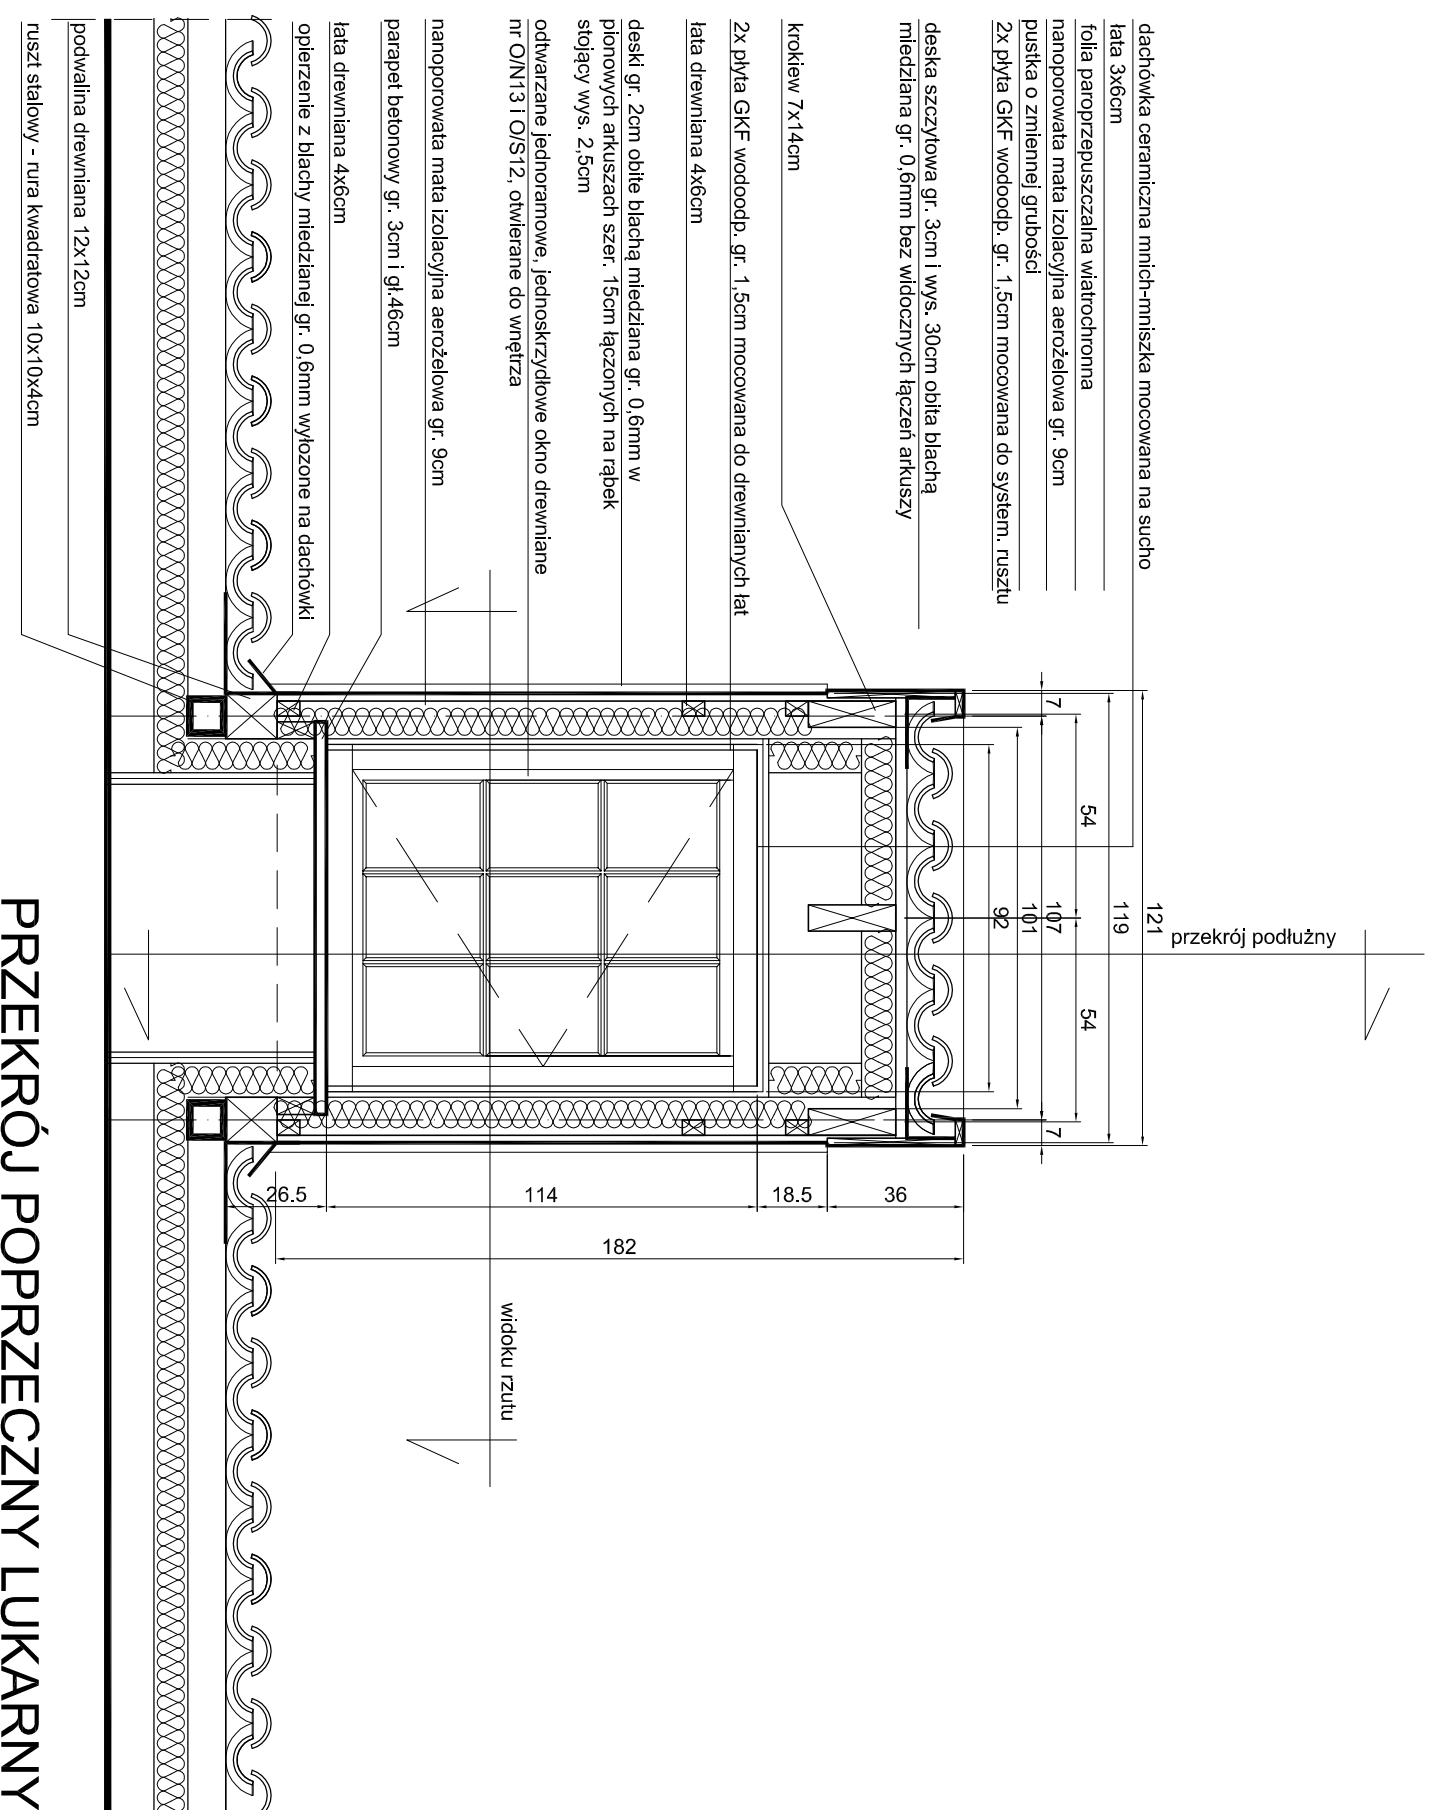 dachówka ceramiczna mnich-mniszka mocowana na sucho
łata 3x6cm
folia paroprzepuszczalna wiatrochronna
nanoporowata mata izolacyjna aerożelowa gr. 9cm
pustka o zmiennej grubości
2x płyta GKF wodoodp. gr. 1,5cm mocowana do system. rusztu
deska szczytowa gr. 3cm i wys. 30cm obita blachą
miedziana gr. 0,6mm bez widocznych łączeń arkuszy
krokiew 7x14cm
2x płyta GKF wodoodp. gr. 1,5cm mocowana do drewnianych łat
łata drewniana 4x6cm
deski gr. 2cm obite blachą miedziana gr. 0,6mm w
pionowych arkuszach szer. 15cm łączonych na rąbek
stojący wys. 2,5cm
odtwarzane jednoramowe, jednoskrzydłowe okno drewniane
nr O/N13 i O/S12, otwierane do wnętrza
nanoporowata mata izolacyjna aerożelowa gr. 9cm
parapet betonowy gr. 3cm i gł.46cm
łata drewniana 4x6cm
opierzenie z blachy miedzianej gr. 0,6mm wyłozone na dachówki
podwalina drewniana 12x12cm
ruszt stalowy - rura kwadratowa 10x10x4cm
121
119
54
54
7
107
7
101
92
przekrój podłużny
36
18.5
114
26.5
182
widoku rzutu
PRZEKRÓJ POPRZECZNY LUKARNY